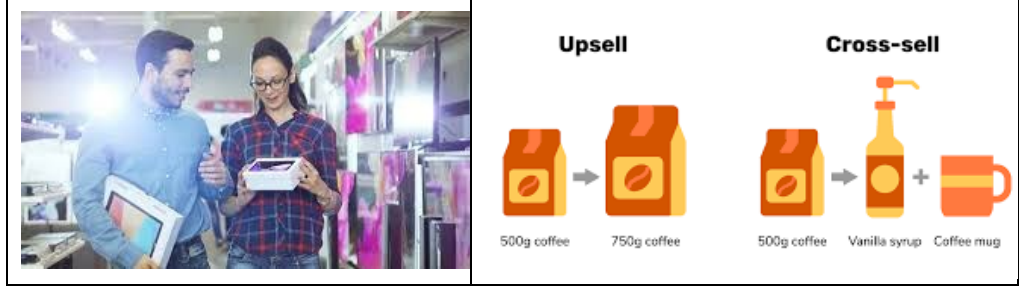 Upsell
Cross-sell
500g coffee
750g coffee
500g coffee
Vanilla syrup
Coffee mug